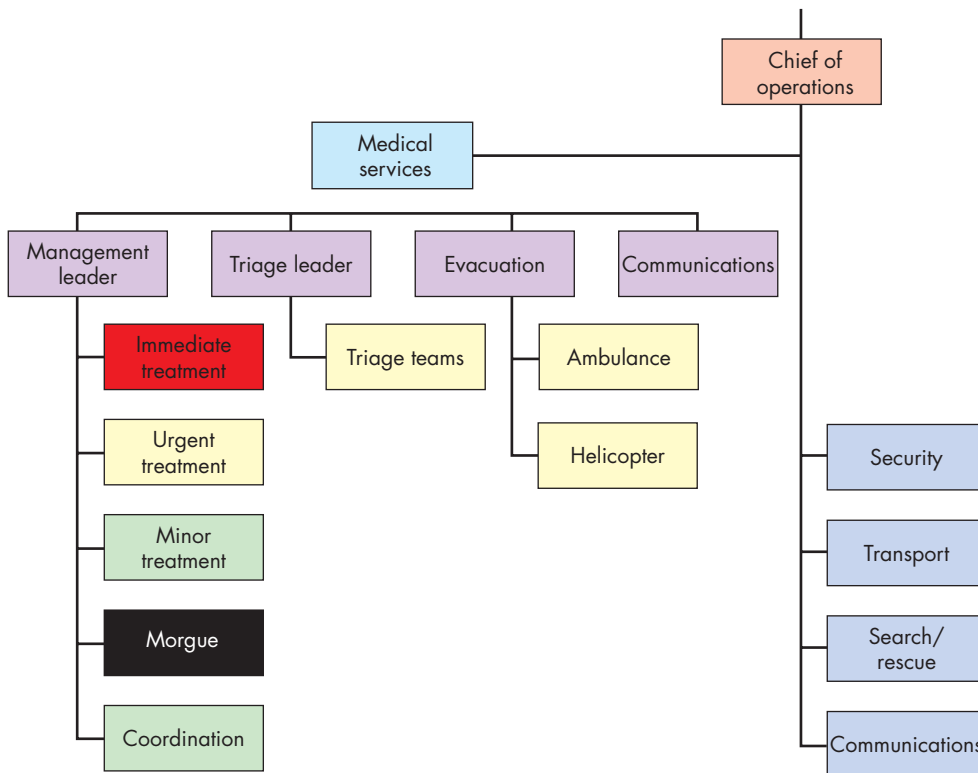 Chief of
operations
Medical
services
Management
leader
Triage leader
Evacuation
Communications
Immediate
treatment
Triage teams
Ambulance
Urgent
treatment
Helicopter
Security
Minor
treatment
Transport
Morgue
Search/
rescue
Coordination
Communications